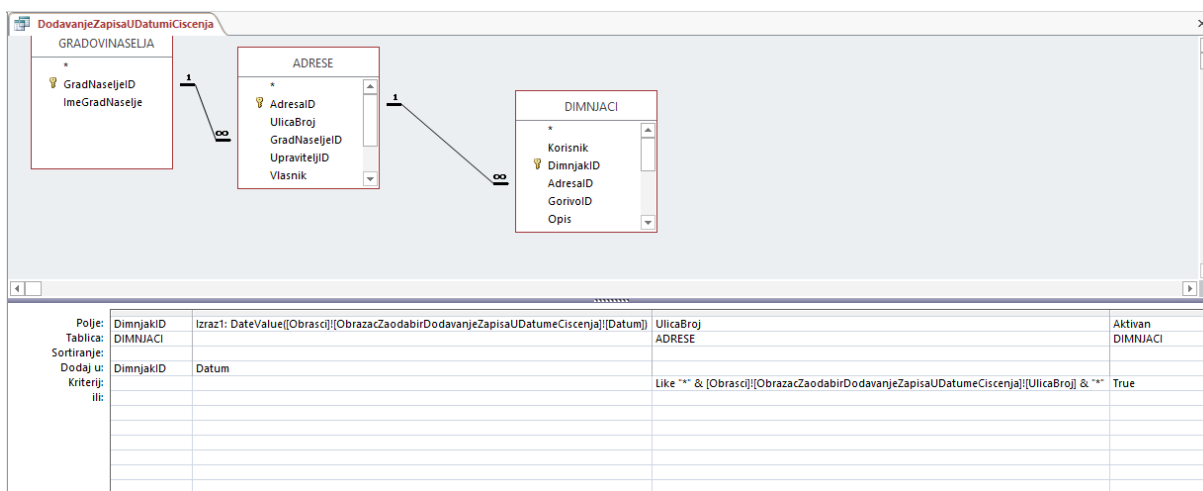 DodavanjeZapisaUDatumiCiscenja
GRADOVINASELJA
*
GradNaseljeID
ImeGradNaselje
1
∞
ADRESE
*
AdresaID
UlicaBroj
GradNaseljeID
UpraviteljID
Vlasnik
1
∞
DIMNJACI
*
Korisnik
DimnjakID
AdresaID
GorivoID
Opis
Polje: DimnjakID Izraz1: DateValue([Obrasci]![ObrazacZaodabirDodavanjeZapisaUDatumeCiscenja]![Datum]) UlicaBroj Aktivan
Tablica: DIMNJACI ADRESE DIMNJACI
Sortiranje:
Dodaj u: DimnjakID Datum
Kriterij: Like "*" & [Obrasci]![ObrazacZaodabirDodavanjeZapisaUDatumeCiscenja]![UlicaBroj] & "*" True
ili: